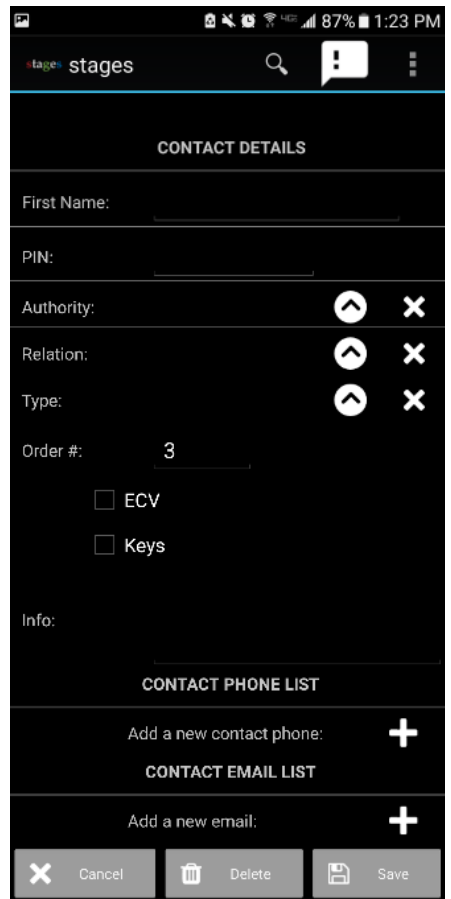 4G 87% 1:23 PM
stages stages
CONTACT DETAILS
First Name:
PIN:
Authority:
Relation:
Type:
Order #: 3
ECV
Keys
Info:
CONTACT PHONE LIST
Add a new contact phone:
CONTACT EMAIL LIST
Add a new email:
Cancel Delete Save